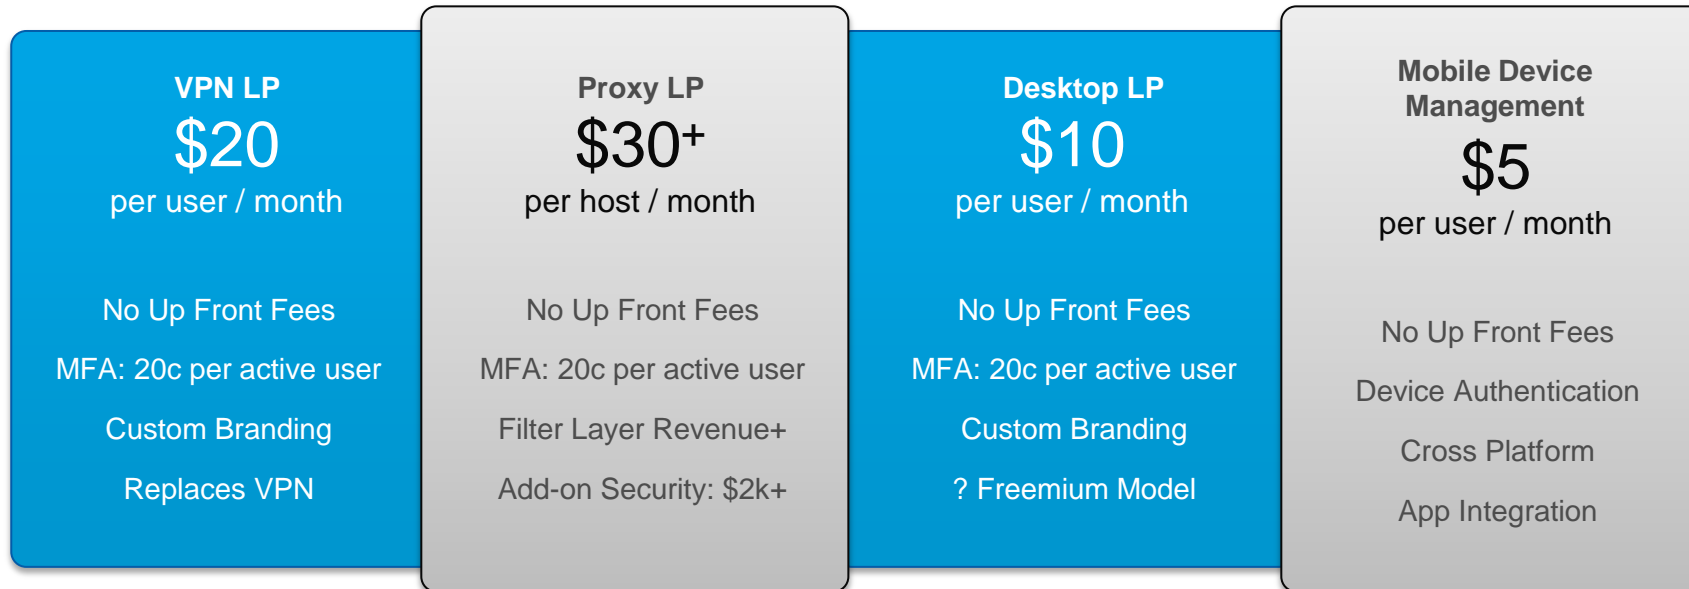 VPN LP
$20
per user / month
No Up Front Fees
MFA: 20c per active user
Custom Branding
Replaces VPN
Proxy LP
$30+
per host / month
No Up Front Fees
MFA: 20c per active user
Filter Layer Revenue+
Add-on Security: $2k+
Desktop LP
$10
per user / month
No Up Front Fees
MFA: 20c per active user
Custom Branding
? Freemium Model
Mobile Device
Management
$5
per user / month
No Up Front Fees
Device Authentication
Cross Platform
App Integration